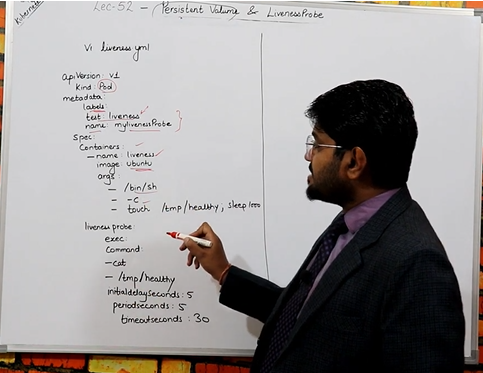 Lec-52 - Persistent Volume & LivenessProbe
Vi liveness yml
apiVersion: v1
Kind: Pod
metadata:
labels:
test: liveness
name: mylivenessProbe
Spec:
Containers:
- name: liveness
image: ubuntu
args:
- /bin/sh
- -c
- touch /tmp/healthy; sleep 1000
liveness probe:
exec:
Command:
- cat
- /tmp/healthy
initialdelayseconds: 5
periodseconds: 5
timeoutseconds: 30